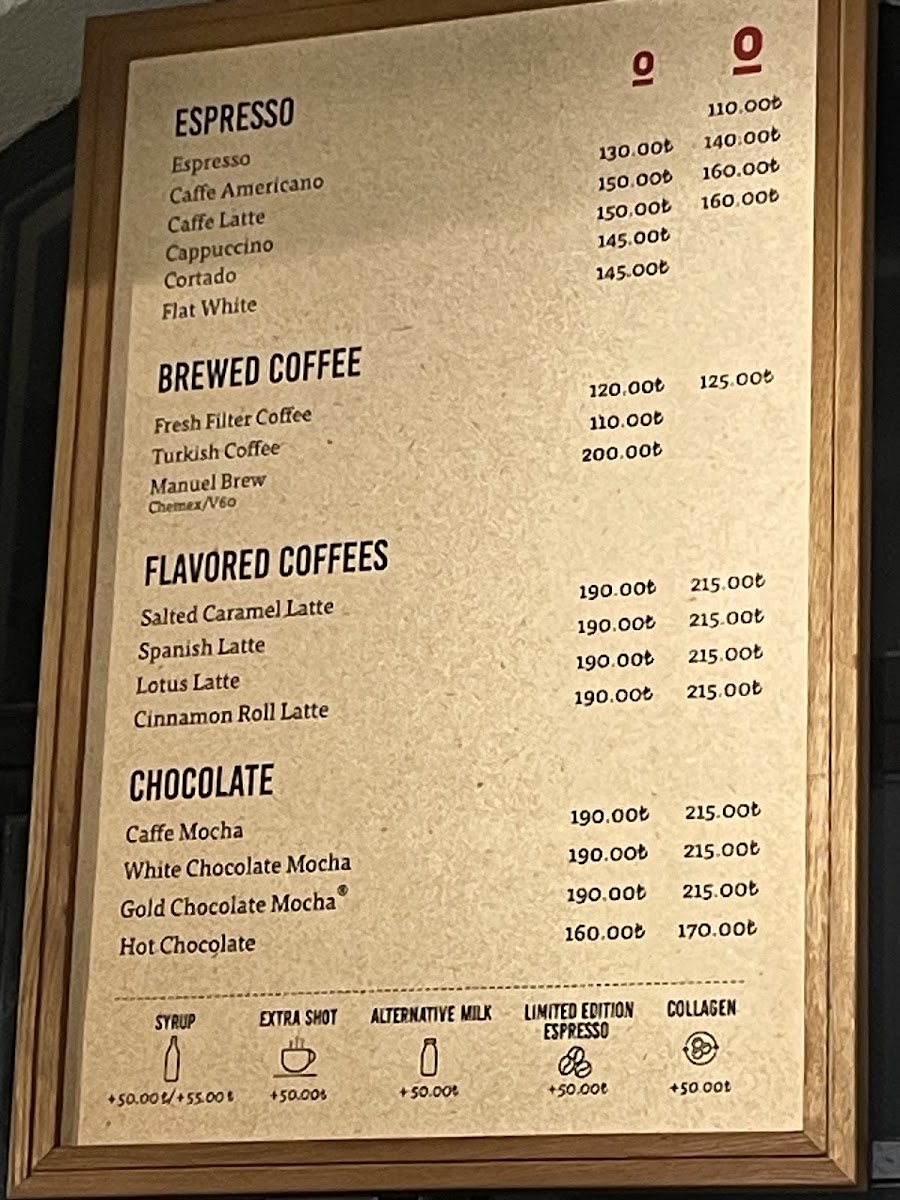 o O
ESPRESSO
Espresso 110.00₺
Caffe Americano 130.00₺ 140.00₺
Caffe Latte 150.00₺ 160.00₺
Cappuccino 150.00₺ 160.00₺
Cortado 145.00₺
Flat White 145.00₺
BREWED COFFEE
Fresh Filter Coffee 120.00₺ 125.00₺
Turkish Coffee 110.00₺
Manuel Brew 200.00₺
Chemex/V60
FLAVORED COFFEES
Salted Caramel Latte 190.00₺ 215.00₺
Spanish Latte 190.00₺ 215.00₺
Lotus Latte 190.00₺ 215.00₺
Cinnamon Roll Latte 190.00₺ 215.00₺
CHOCOLATE
Caffe Mocha 190.00₺ 215.00₺
White Chocolate Mocha 190.00₺ 215.00₺
Gold Chocolate Mocha® 190.00₺ 215.00₺
Hot Chocolate 160.00₺ 170.00₺
SYRUP
+50.00₺/+55.00₺
EXTRA SHOT
+50.00₺
ALTERNATIVE MILK
+50.00₺
LIMITED EDITION
ESPRESSO
+50.00₺
COLLAGEN
+50.00₺